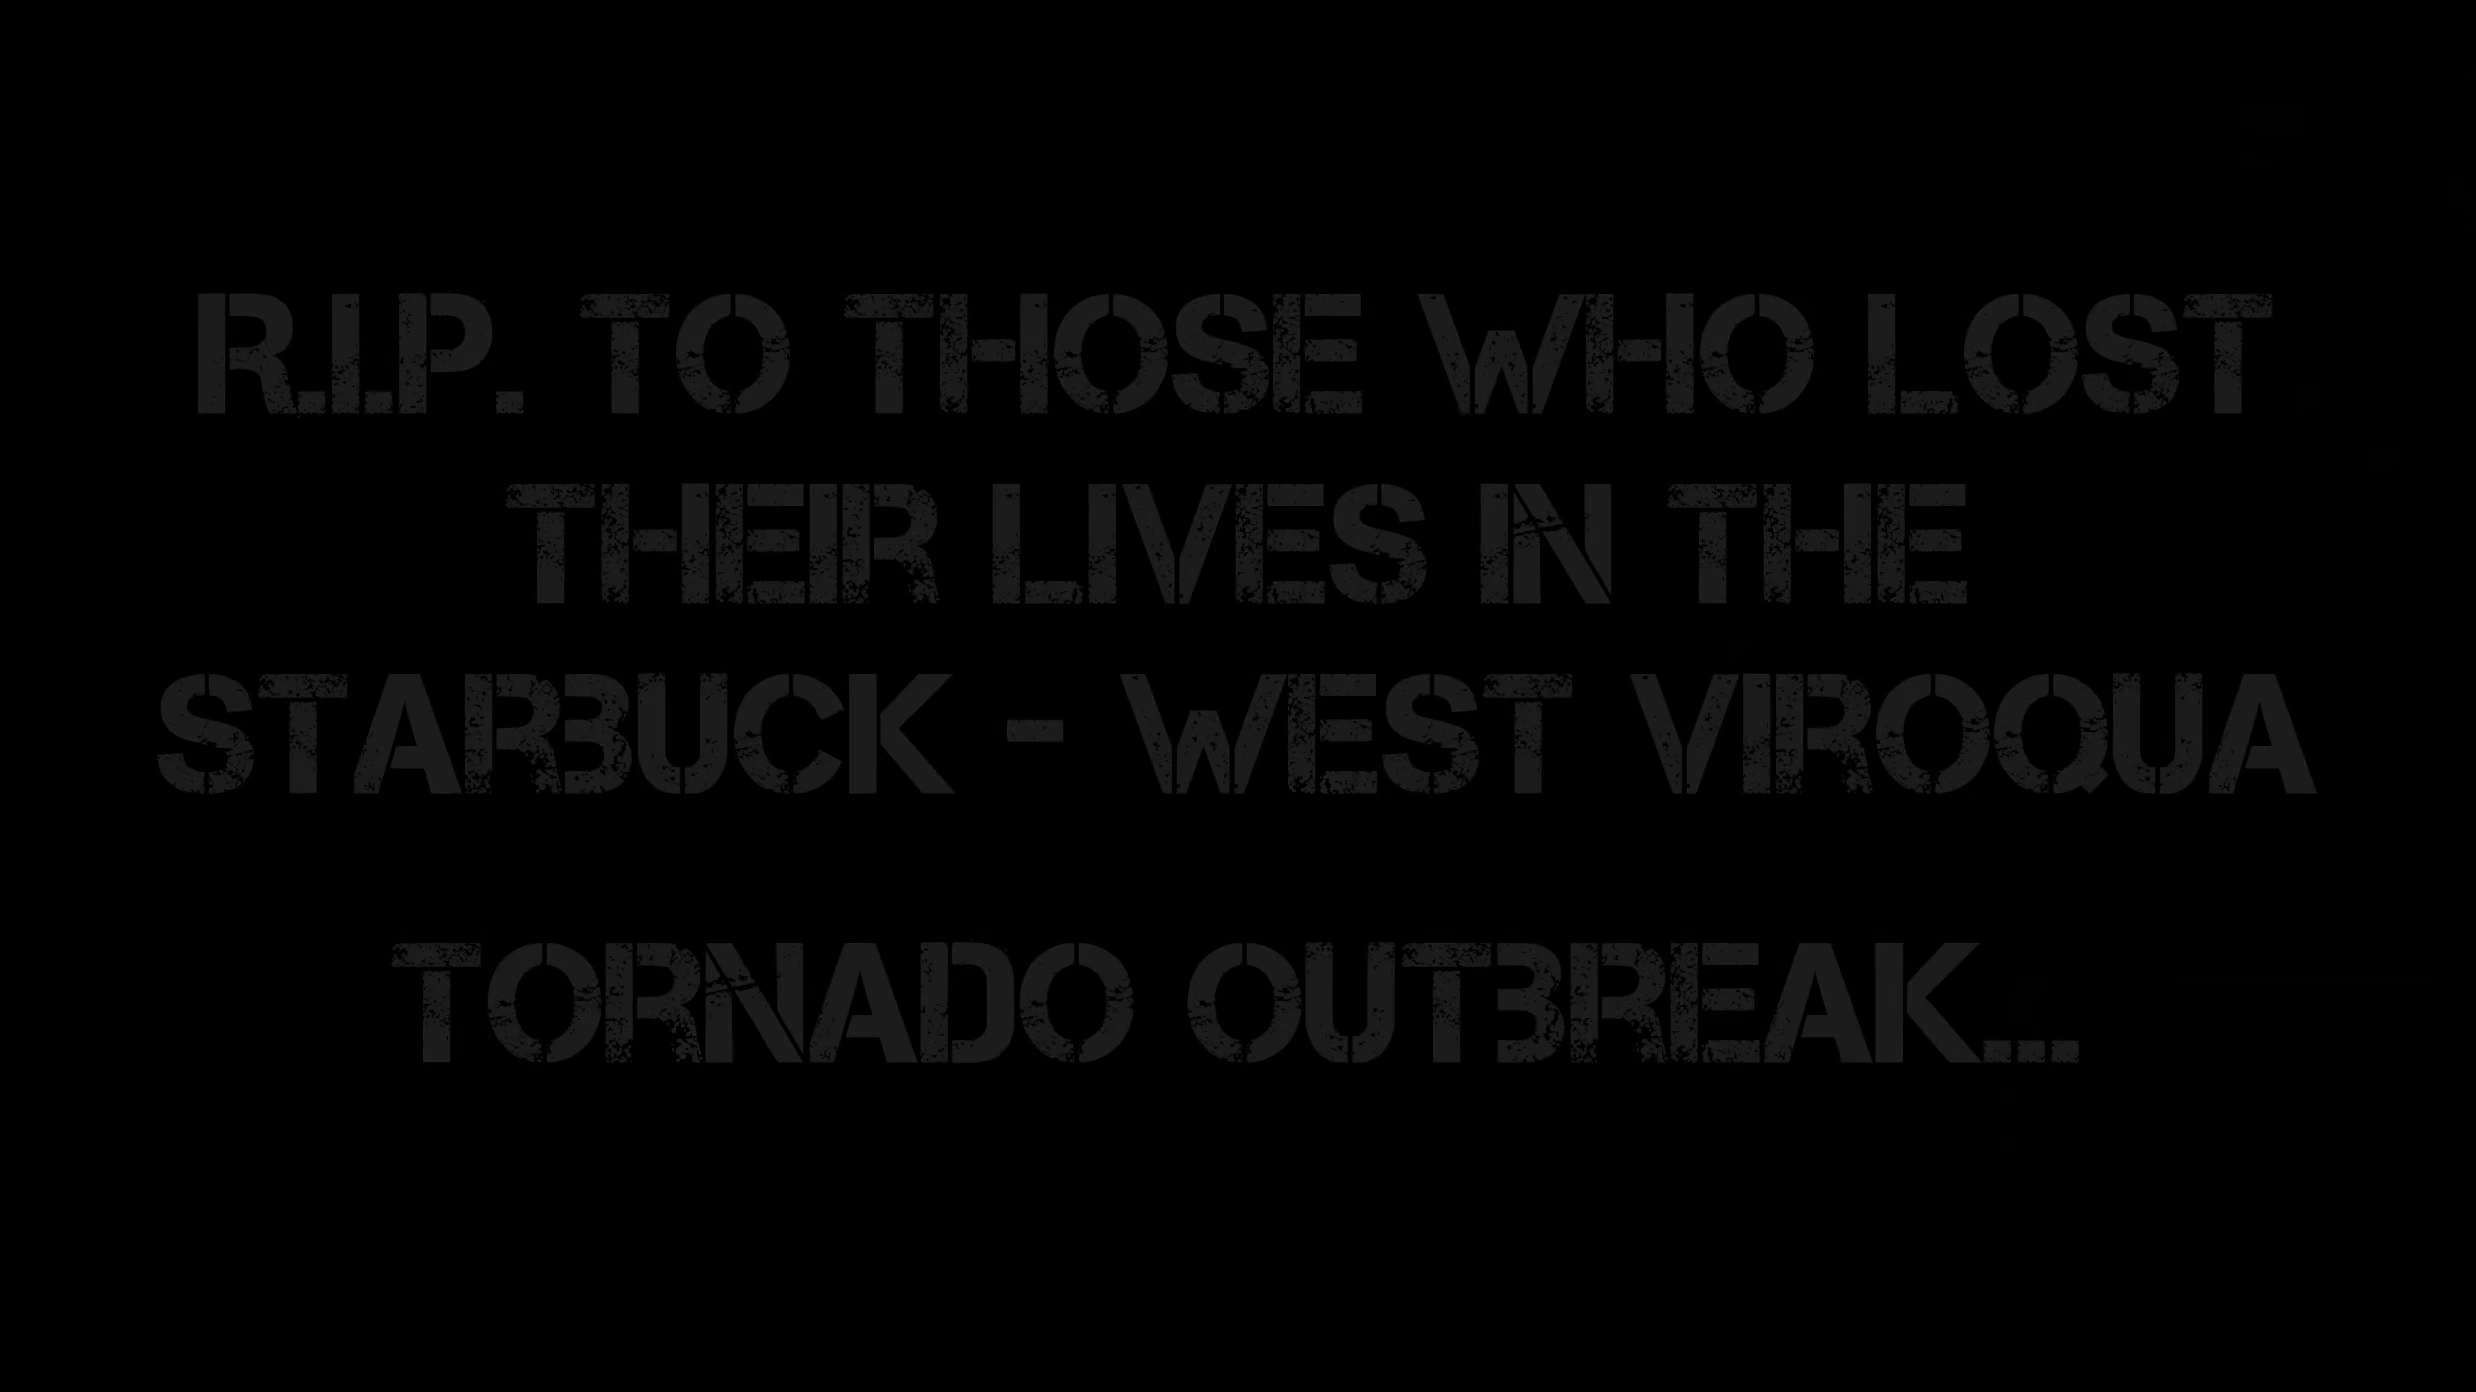 R.I.P. TO THOSE WHO LOST
THEIR LIVES IN THE
STARBUCK - WEST VIROQUA
TORNADO OUTBREAK...